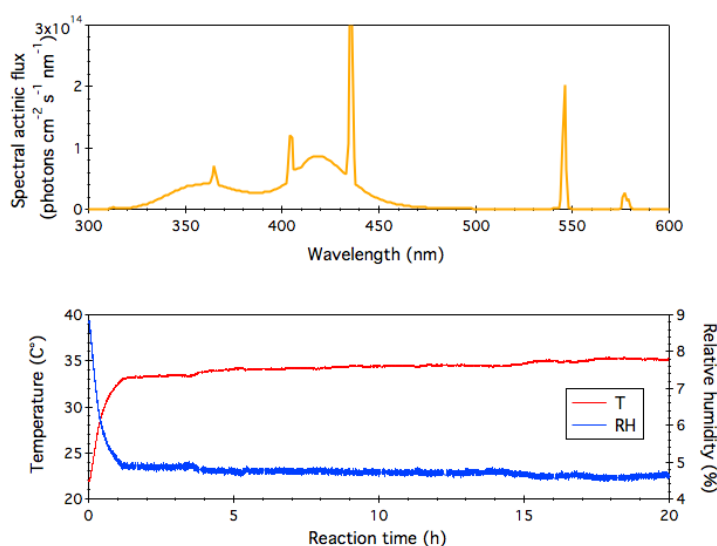 3x10^14
2
1
0
Spectral actinic flux
(photons cm^-2 s^-1 nm^-1)
300 350 400 450 500 550 600
Wavelength (nm)
40
35
30
25
20
Temperature (C°)
9
8
7
6
5
4
Relative humidity (%)
T
RH
0 5 10 15 20
Reaction time (h)